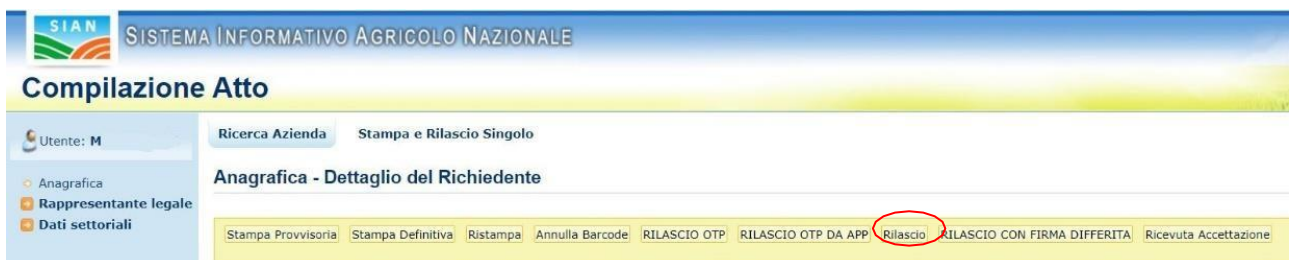 SIAN
SISTEMA INFORMATIVO AGRICOLO NAZIONALE
Compilazione Atto
Utente: M
Ricerca Azienda Stampa e Rilascio Singolo
Anagrafica
Rappresentante legale
Dati settoriali
Anagrafica - Dettaglio del Richiedente
Stampa Provvisoria Stampa Definitiva Ristampa Annulla Barcode RILASCIO OTP RILASCIO OTP DA APP Rilascio RILASCIO CON FIRMA DIFFERITA Ricevuta Accettazione